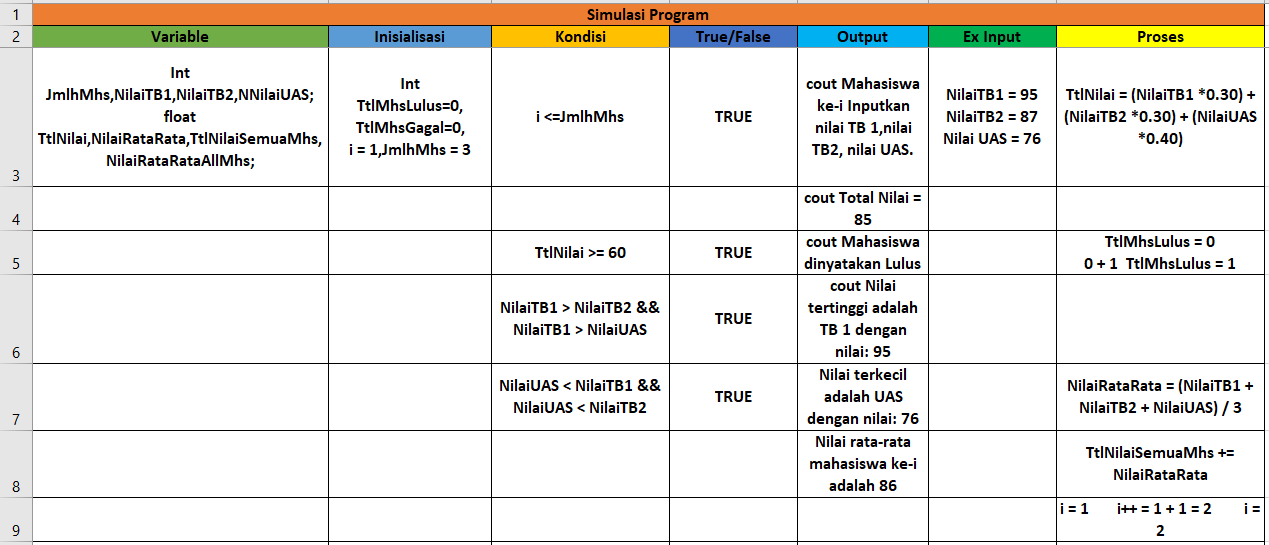 1 Simulasi Program
2 Variable Inisialisasi Kondisi True/False Output Ex Input Proses
Int
JmlhMhs,NilaiTB1,NilaiTB2,NNilaiUAS;
float
TtlNilai,NilaiRataRata,TtlNilaiSemuaMhs,
NilaiRataRataAllMhs;
Int
TtlMhsLulus=0,
TtlMhsGagal=0,
i = 1,JmlhMhs = 3
i <=JmlhMhs
TRUE
cout Mahasiswa
ke-i Inputkan
nilai TB 1,nilai
TB2, nilai UAS.
NilaiTB1 = 95
NilaiTB2 = 87
Nilai UAS = 76
TtlNilai = (NilaiTB1 *0.30) +
(NilaiTB2 *0.30) + (NilaiUAS
*0.40)
3
cout Total Nilai =
85
4
TtlNilai >= 60
TRUE
cout Mahasiswa
dinyatakan Lulus
TtlMhsLulus = 0
0 + 1 TtlMhsLulus = 1
5
NilaiTB1 > NilaiTB2 &&
NilaiTB1 > NilaiUAS
TRUE
cout Nilai
tertinggi adalah
TB 1 dengan
nilai: 95
6
NilaiUAS < NilaiTB1 &&
NilaiUAS < NilaiTB2
TRUE
Nilai terkecil
adalah UAS
dengan nilai: 76
NilaiRataRata = (NilaiTB1 +
NilaiTB2 + NilaiUAS) / 3
7
Nilai rata-rata
mahasiswa ke-i
adalah 86
TtlNilaiSemuaMhs +=
NilaiRataRata
8
i = 1 i++ = 1 + 1 = 2 i =
2
9